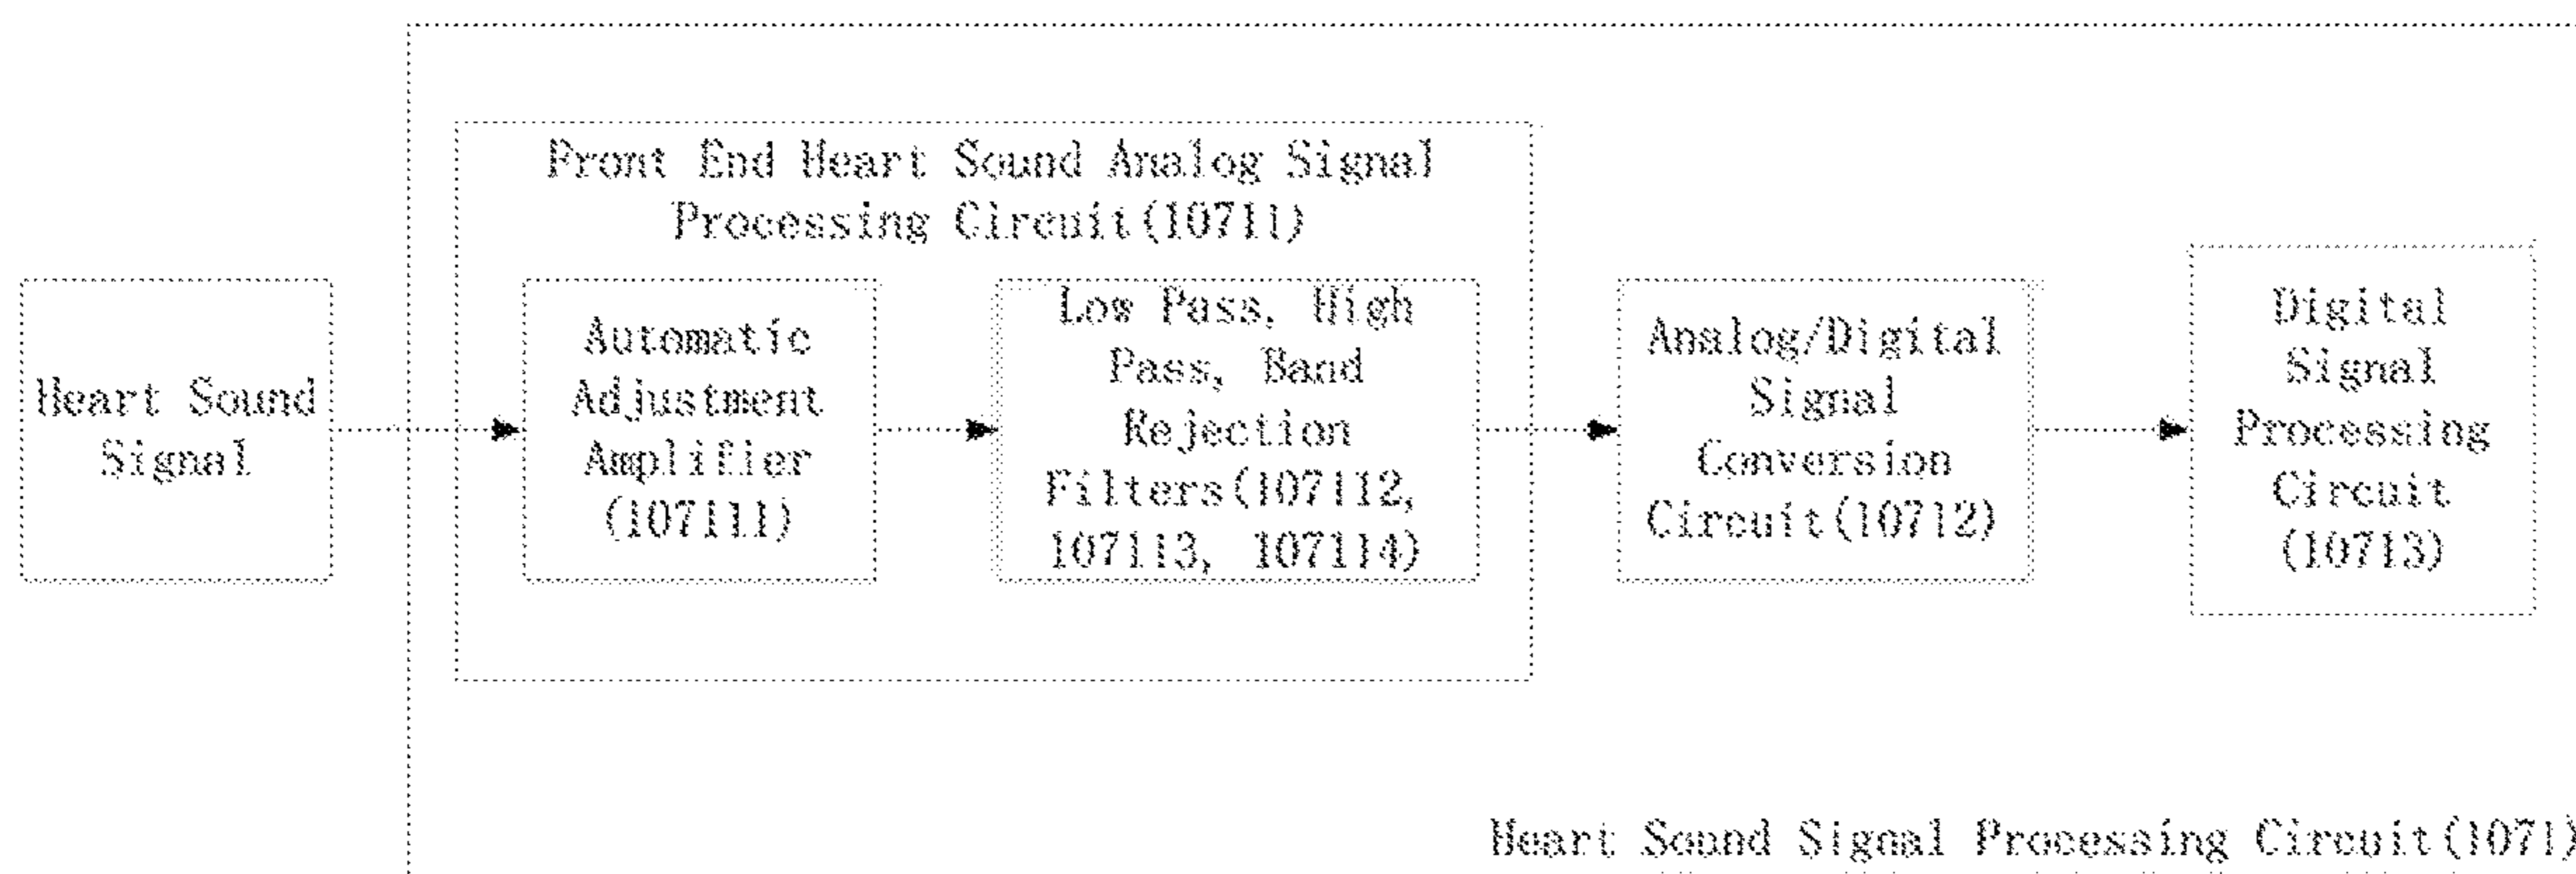 Front End Heart Sound Analog Signal
Processing Circuit(10711)
Heart Sound
Signal
Automatic
Adjustment
Amplifier
(107111)
Low Pass, High
Pass, Band
Rejection
Filters(107112,
107113, 107114)
Analog/Digital
Signal
Conversion
Circuit(10712)
Digital
Signal
Processing
Circuit
(10713)
Heart Sound Signal Processing Circuit(1071)